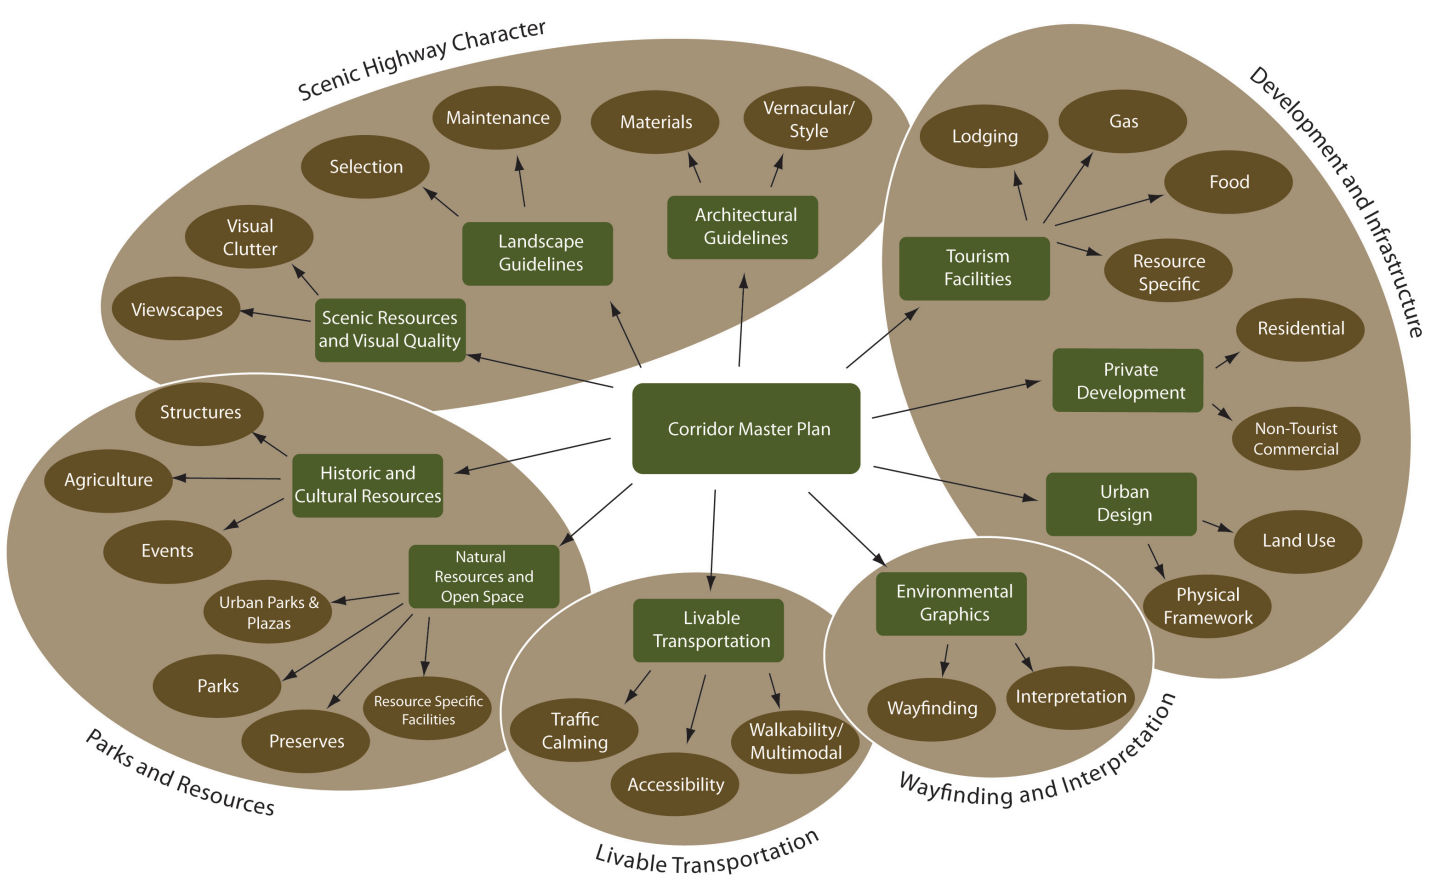 Scenic Highway Character
Maintenance
Materials
Vernacular/
Style
Selection
Visual
Clutter
Viewscapes
Landscape
Guidelines
Architectural
Guidelines
Scenic Resources
and Visual Quality
Development and Infrastructure
Lodging
Gas
Food
Resource
Specific
Tourism
Facilities
Residential
Private
Development
Non-Tourist
Commercial
Urban
Design
Land Use
Physical
Framework
Corridor Master Plan
Structures
Agriculture
Events
Historic and
Cultural Resources
Natural
Resources and
Open Space
Urban Parks &
Plazas
Parks
Preserves
Resource Specific
Facilities
Parks and Resources
Livable
Transportation
Traffic
Calming
Accessibility
Walkability/
Multimodal
Livable Transportation
Environmental
Graphics
Wayfinding
Interpretation
Wayfinding and Interpretation